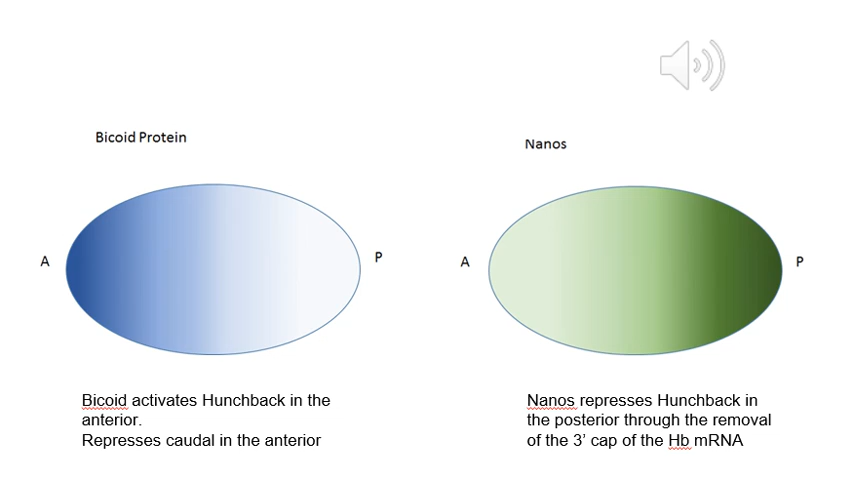 Bicoid Protein
Nanos
A
P
A
P
Bicoid activates Hunchback in the
anterior.
Represses caudal in the anterior
Nanos represses Hunchback in
the posterior through the removal
of the 3’ cap of the Hb mRNA